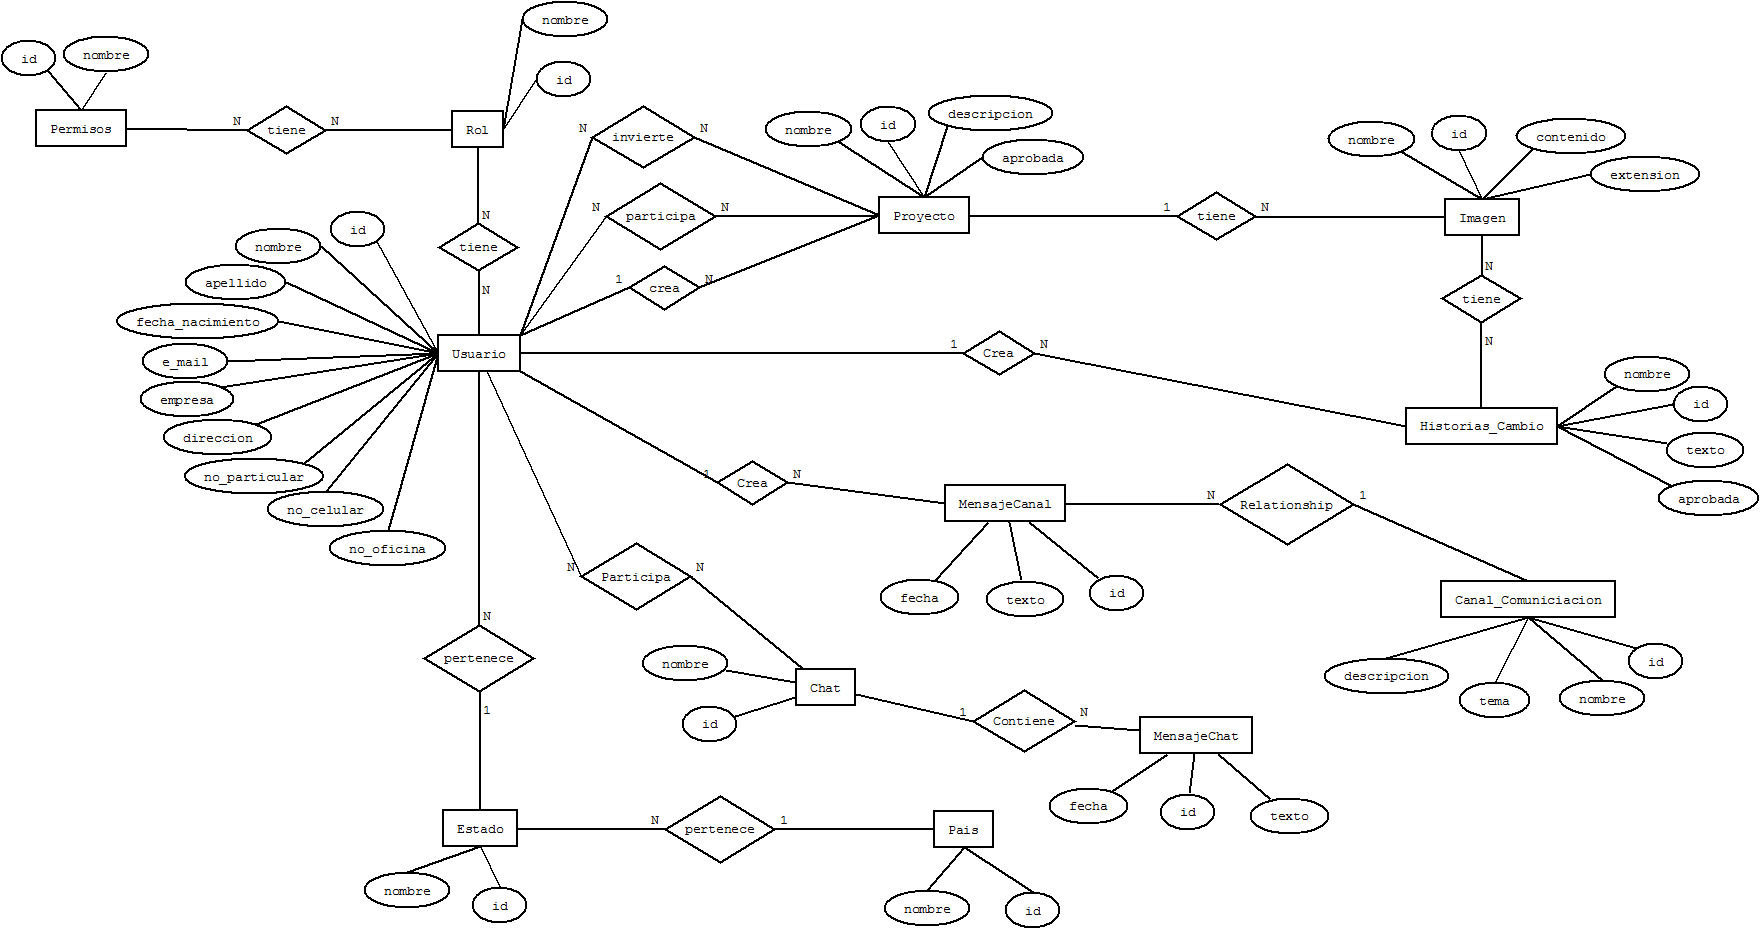 nombre
id
nombre
id
Permisos
N
tiene
N
Rol
invierte
N
N
nombre
id
descripcion
aprobada
nombre
id
contenido
extension
participa
N
N
Proyecto
1
tiene
N
Imagen
N
tiene
N
crea
1
N
N
tiene
N
id
nombre
apellido
fecha_nacimiento
e_mail
empresa
direccion
no_particular
no_celular
no_oficina
Usuario
1
Crea
N
Historias_Cambio
nombre
id
texto
aprobada
1
Crea
N
MensajeCanal
N
Relationship
1
fecha
texto
id
Canal_Comuniciacion
descripcion
tema
nombre
id
N
Participa
N
N
pertenece
1
nombre
id
Chat
1
Contiene
N
MensajeChat
fecha
id
texto
Estado
N
pertenece
1
Pais
nombre
id
nombre
id